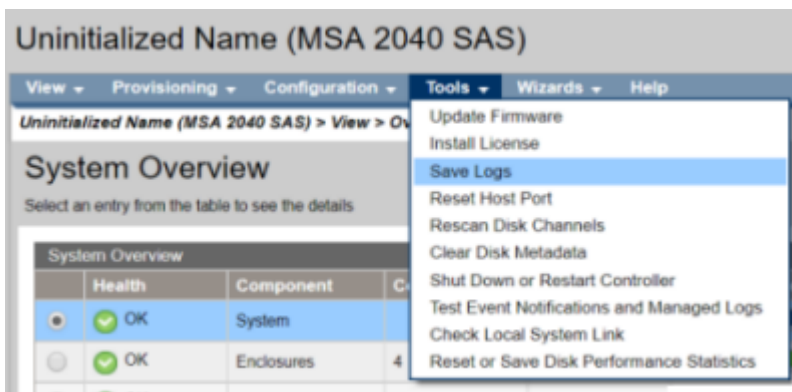 Uninitialized Name (MSA 2040 SAS)
View Provisioning Configuration Tools Wizards Help
Uninitialized Name (MSA 2040 SAS) > View > Ov
System Overview
Select an entry from the table to see the details
System Overview
Health Component
OK System
OK Enclosures 4
Update Firmware
Install License
Save Logs
Reset Host Port
Rescan Disk Channels
Clear Disk Metadata
Shut Down or Restart Controller
Test Event Notifications and Managed Logs
Check Local System Link
Reset or Save Disk Performance Statistics